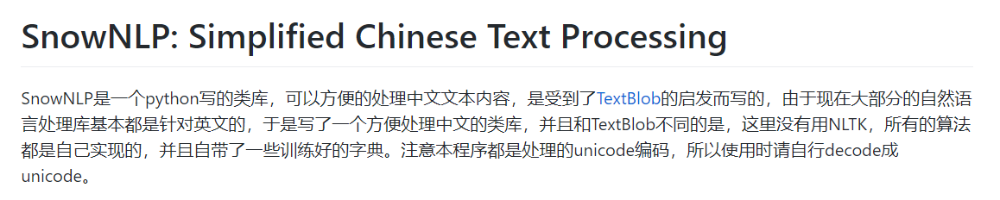 SnowNLP: Simplified Chinese Text Processing
SnowNLP是一个python写的类库，可以方便的处理中文文本内容，是受到了TextBlob的启发而写的，由于现在大部分的自然语
言处理库基本都是针对英文的，于是写了一个方便处理中文的类库，并且和TextBlob不同的是，这里没有用NLTK，所有的算法
都是自己实现的，并且自带了一些训练好的字典。注意本程序都是处理的unicode编码，所以使用时请自行decode成
unicode。